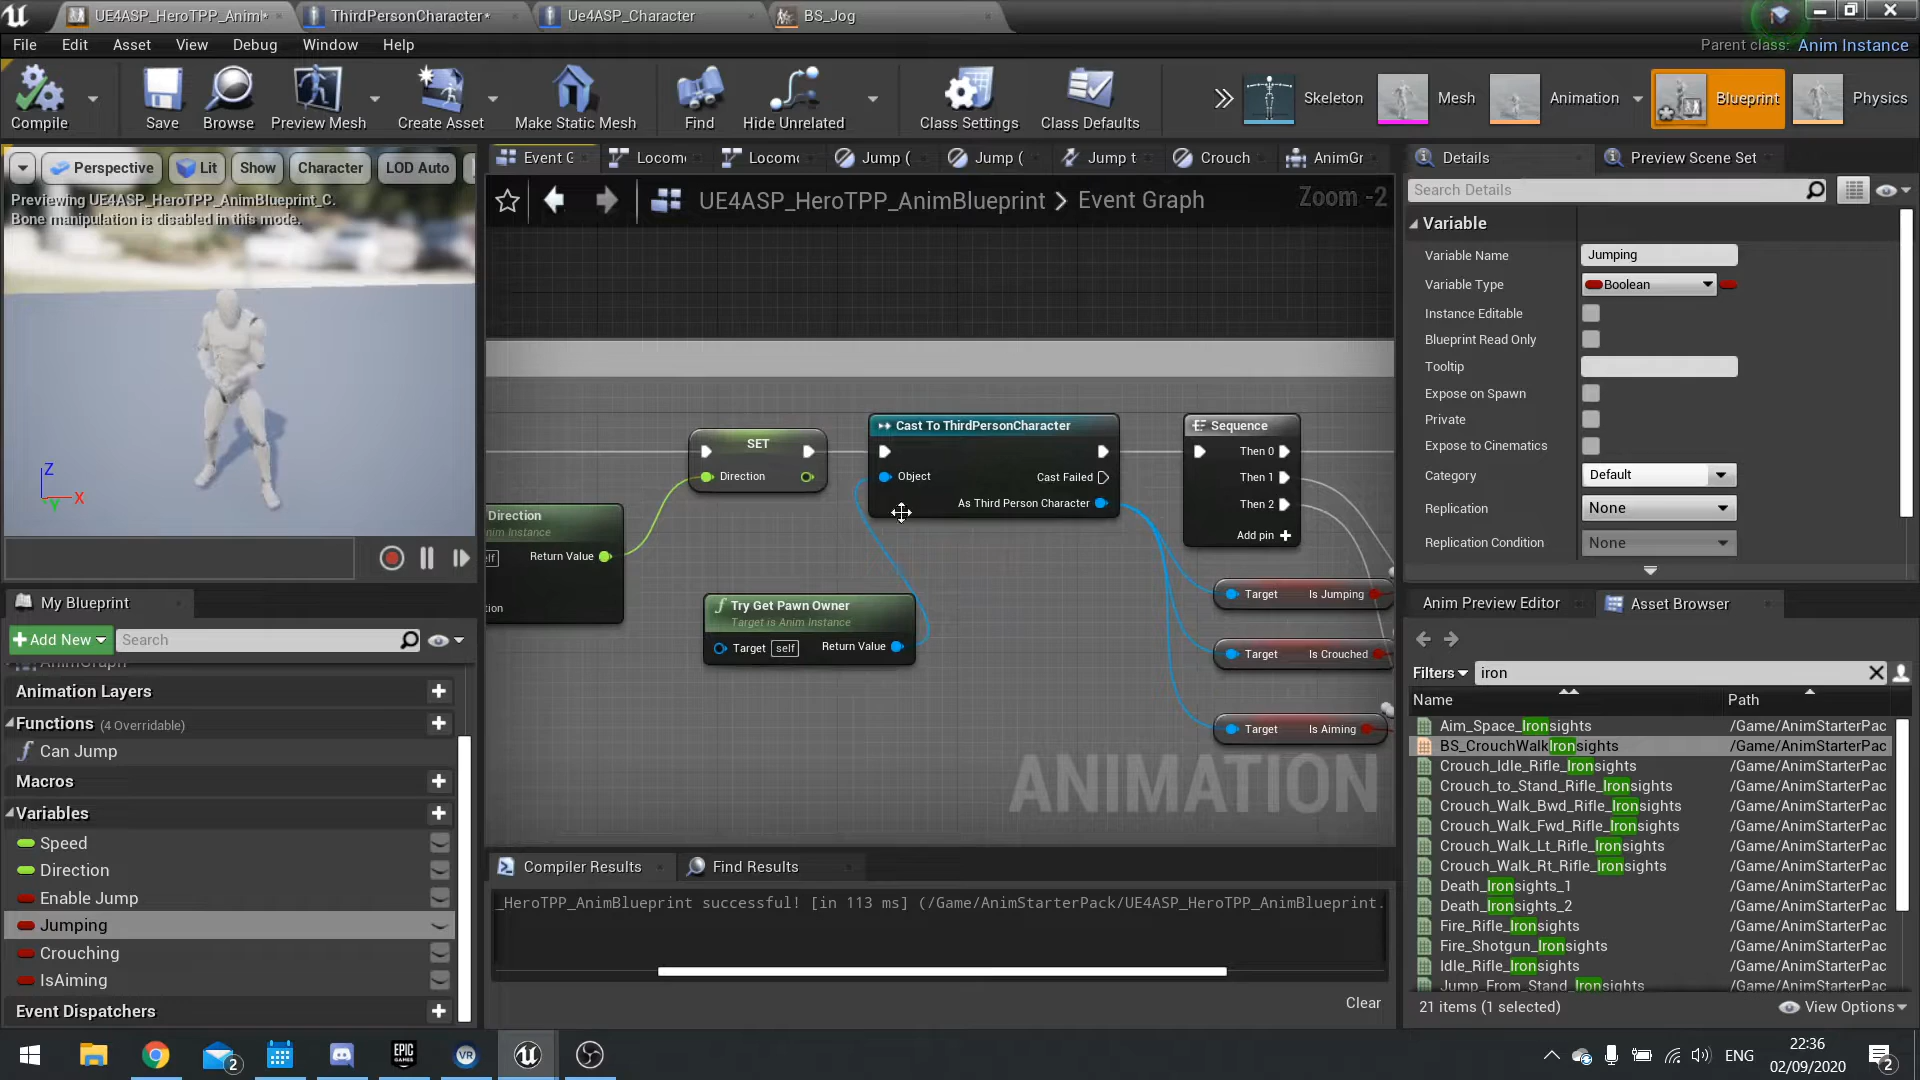 UE4ASP_HeroTPP_AnimBl*
ThirdPersonCharacter*
Ue4ASP_Character
BS_Jog
File Edit Asset View Debug Window Help
Parent class: Anim Instance
Compile
Save
Browse
Preview Mesh
Create Asset
Make Static Mesh
Find
Hide Unrelated
Class Settings
Class Defaults
Skeleton
Mesh
Animation
Blueprint
Physics
Perspective
Lit
Show
Character
LOD Auto
Previewing UE4ASP_HeroTPP_AnimBlueprint_C.
Bone manipulation is disabled in this mode.
Z
X
Y
My Blueprint
+ Add New
Search
AnimGraph
Animation Layers
Functions (4 Overridable)
Can Jump
Macros
Variables
Speed
Direction
Enable Jump
Jumping
Crouching
IsAiming
Event Dispatchers
Event G
Locom
Locom
Jump (
Jump (
Jump t
Crouch
AnimGr
UE4ASP_HeroTPP_AnimBlueprint > Event Graph
Zoom -2
SET
Direction
Cast To ThirdPersonCharacter
Object
Cast Failed
As Third Person Character
Sequence
Then 0
Then 1
Then 2
Add pin +
Direction
nim Instance
elf
Return Value
tion
Try Get Pawn Owner
Target is Anim Instance
Target self
Return Value
Target Is Jumping
Target Is Crouched
Target Is Aiming
ANIMATION
Compiler Results
Find Results
_HeroTPP_AnimBlueprint successful! [in 113 ms] (/Game/AnimStarterPack/UE4ASP_HeroTPP_AnimBlueprint.
Clear
Details
Preview Scene Set
Search Details
Variable
Variable Name Jumping
Variable Type Boolean
Instance Editable
Blueprint Read Only
Tooltip
Expose on Spawn
Private
Expose to Cinematics
Category Default
Replication None
Replication Condition None
Anim Preview Editor
Asset Browser
Filters
iron
Name Path
Aim_Space_Ironsights /Game/AnimStarterPac
BS_CrouchWalkIronsights /Game/AnimStarterPac
Crouch_Idle_Rifle_Ironsights /Game/AnimStarterPac
Crouch_to_Stand_Rifle_Ironsights /Game/AnimStarterPac
Crouch_Walk_Bwd_Rifle_Ironsights /Game/AnimStarterPac
Crouch_Walk_Fwd_Rifle_Ironsights /Game/AnimStarterPac
Crouch_Walk_Lt_Rifle_Ironsights /Game/AnimStarterPac
Crouch_Walk_Rt_Rifle_Ironsights /Game/AnimStarterPac
Death_Ironsights_1 /Game/AnimStarterPac
Death_Ironsights_2 /Game/AnimStarterPac
Fire_Rifle_Ironsights /Game/AnimStarterPac
Fire_Shotgun_Ironsights /Game/AnimStarterPac
Idle_Rifle_Ironsights /Game/AnimStarterPac
Jump_From_Stand_Ironsights /Game/AnimStarterPac
21 items (1 selected)
View Options
2
EPIC
GAMES
VR
ENG
22:36
02/09/2020
2